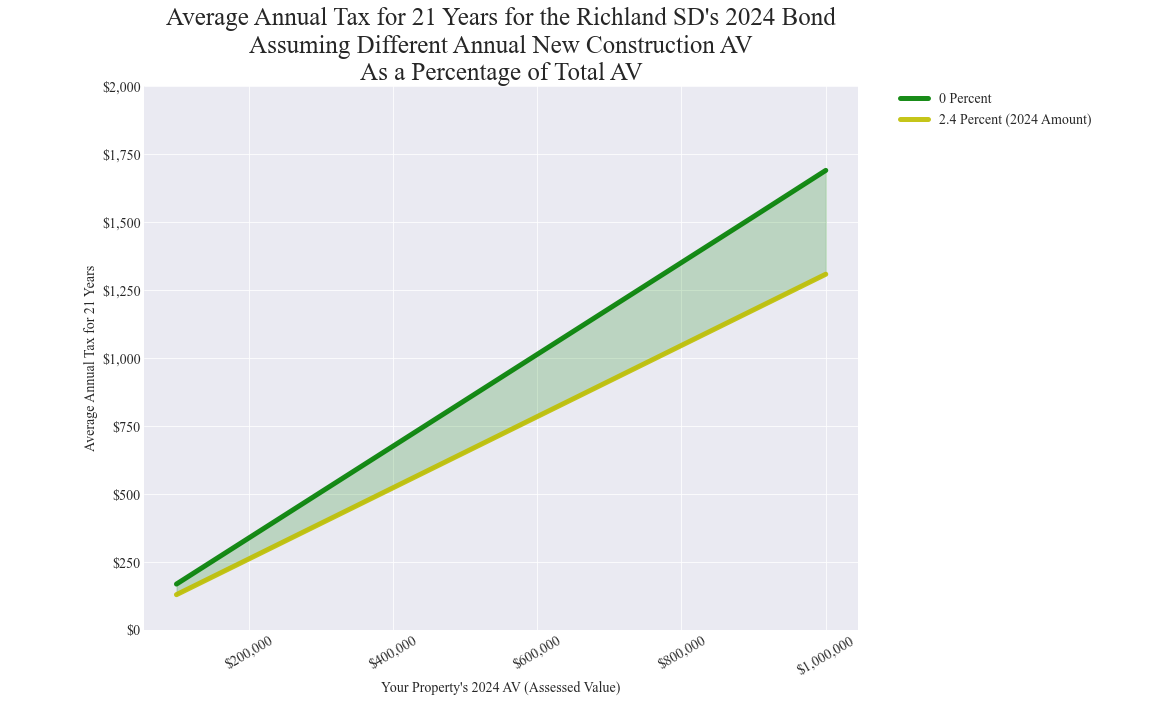 Average Annual Tax for 21 Years for the Richland SD's 2024 Bond
Assuming Different Annual New Construction AV
As a Percentage of Total AV
0 Percent
2.4 Percent (2024 Amount)
$2,000
$1,750
$1,500
$1,250
$1,000
$750
$500
$250
$0
Average Annual Tax for 21 Years
$200,000
$400,000
$600,000
$800,000
$1,000,000
Your Property's 2024 AV (Assessed Value)